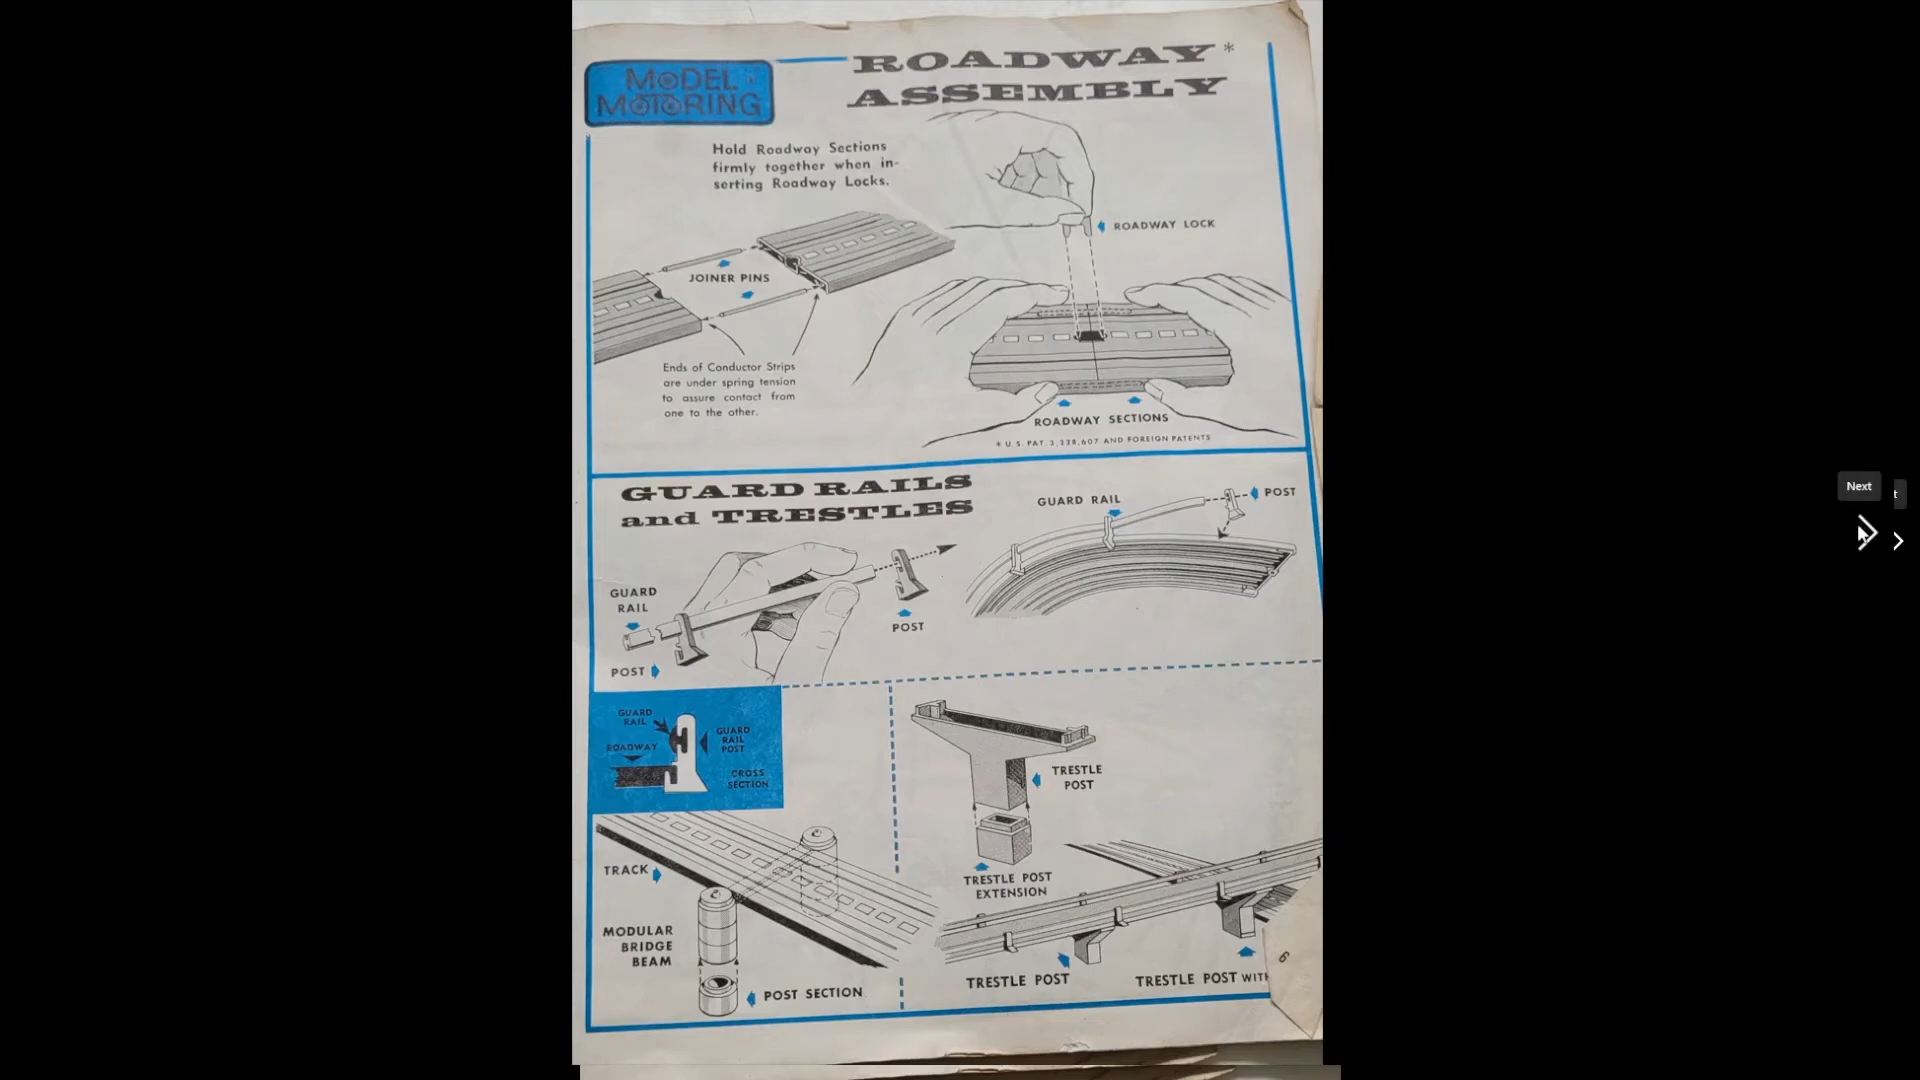 MODEL
MOTORING
ROADWAY*
ASSEMBLY
Hold Roadway Sections
firmly together when in-
serting Roadway Locks.
ROADWAY LOCK
JOINER PINS
Ends of Conductor Strips
are under spring tension
to assure contact from
one to the other.
ROADWAY SECTIONS
* U.S. PAT. 3,228,607 AND FOREIGN PATENTS
GUARD RAILS
and TRESTLES
GUARD RAIL
POST
GUARD
RAIL
POST
POST
GUARD
RAIL
ROADWAY
GUARD
RAIL
POST
CROSS
SECTION
TRESTLE
POST
TRESTLE POST
EXTENSION
TRACK
MODULAR
BRIDGE
BEAM
POST SECTION
TRESTLE POST
TRESTLE POST WITH
6
Next
t